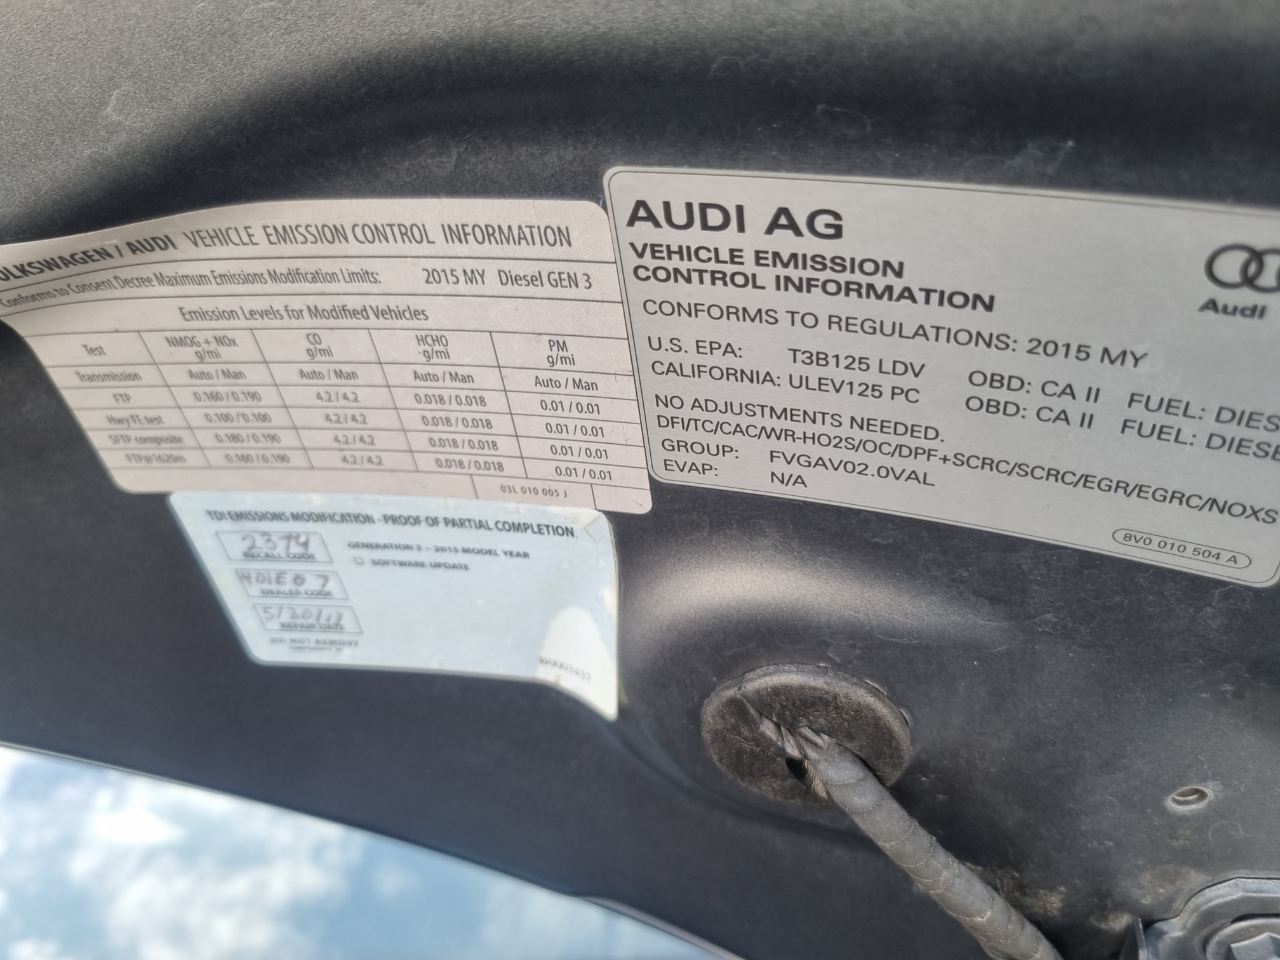 VOLKSWAGEN / AUDI VEHICLE EMISSION CONTROL INFORMATION
Conforms to Consent Decree Maximum Emissions Modification Limits: 2015 MY Diesel GEN 3
Emission Levels for Modified Vehicles
Test NMOG + NOx g/mi CO g/mi HCHO g/mi PM g/mi
Transmission Auto / Man Auto / Man Auto / Man Auto / Man
FTP 0.160 / 0.190 4.2 / 4.2 0.018 / 0.018 0.01 / 0.01
Hwy FE test 0.100 / 0.100 4.2 / 4.2 0.018 / 0.018 0.01 / 0.01
SFTP composite 0.180 / 0.190 4.2 / 4.2 0.018 / 0.018 0.01 / 0.01
FTP@1620m 0.160 / 0.190 4.2 / 4.2 0.018 / 0.018 0.01 / 0.01
03L 010 005 J
TDI EMISSIONS MODIFICATION - PROOF OF PARTIAL COMPLETION
GENERATION 3 - 2015 MODEL YEAR
RECALL CODE
SOFTWARE UPDATE
DEALER CODE
REPAIR DATE
DO NOT REMOVE
AUDI AG
VEHICLE EMISSION
CONTROL INFORMATION
Audi
CONFORMS TO REGULATIONS: 2015 MY
U.S. EPA: T3B125 LDV OBD: CA II FUEL: DIES
CALIFORNIA: ULEV125 PC OBD: CA II FUEL: DIESE
NO ADJUSTMENTS NEEDED.
DFI/TC/CAC/WR-HO2S/OC/DPF+SCRC/SCRC/EGR/EGRC/NOXS
GROUP: FVGAV02.0VAL
EVAP: N/A
8V0 010 504 A